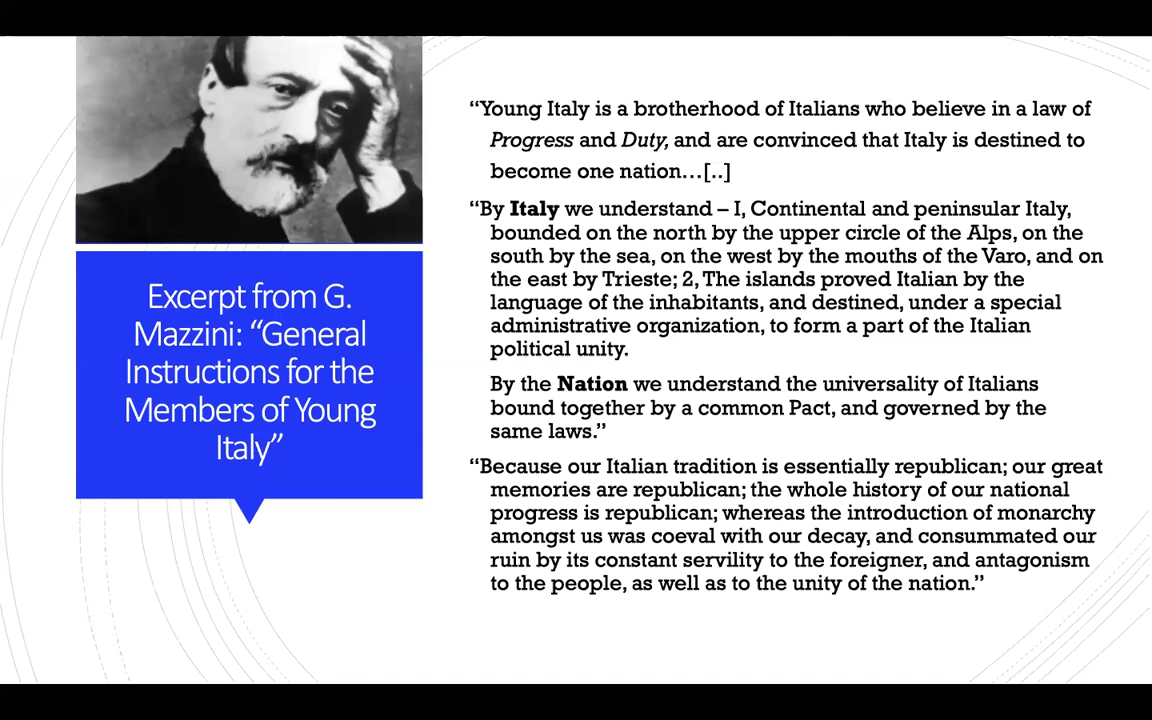 Excerpt from G.
Mazzini: “General
Instructions for the
Members of Young
Italy”
“Young Italy is a brotherhood of Italians who believe in a law of
Progress and Duty, and are convinced that Italy is destined to
become one nation…[..]
“By Italy we understand – I, Continental and peninsular Italy,
bounded on the north by the upper circle of the Alps, on the
south by the sea, on the west by the mouths of the Varo, and on
the east by Trieste; 2, The islands proved Italian by the
language of the inhabitants, and destined, under a special
administrative organization, to form a part of the Italian
political unity.
By the Nation we understand the universality of Italians
bound together by a common Pact, and governed by the
same laws.”
“Because our Italian tradition is essentially republican; our great
memories are republican; the whole history of our national
progress is republican; whereas the introduction of monarchy
amongst us was coeval with our decay, and consummated our
ruin by its constant servility to the foreigner, and antagonism
to the people, as well as to the unity of the nation.”